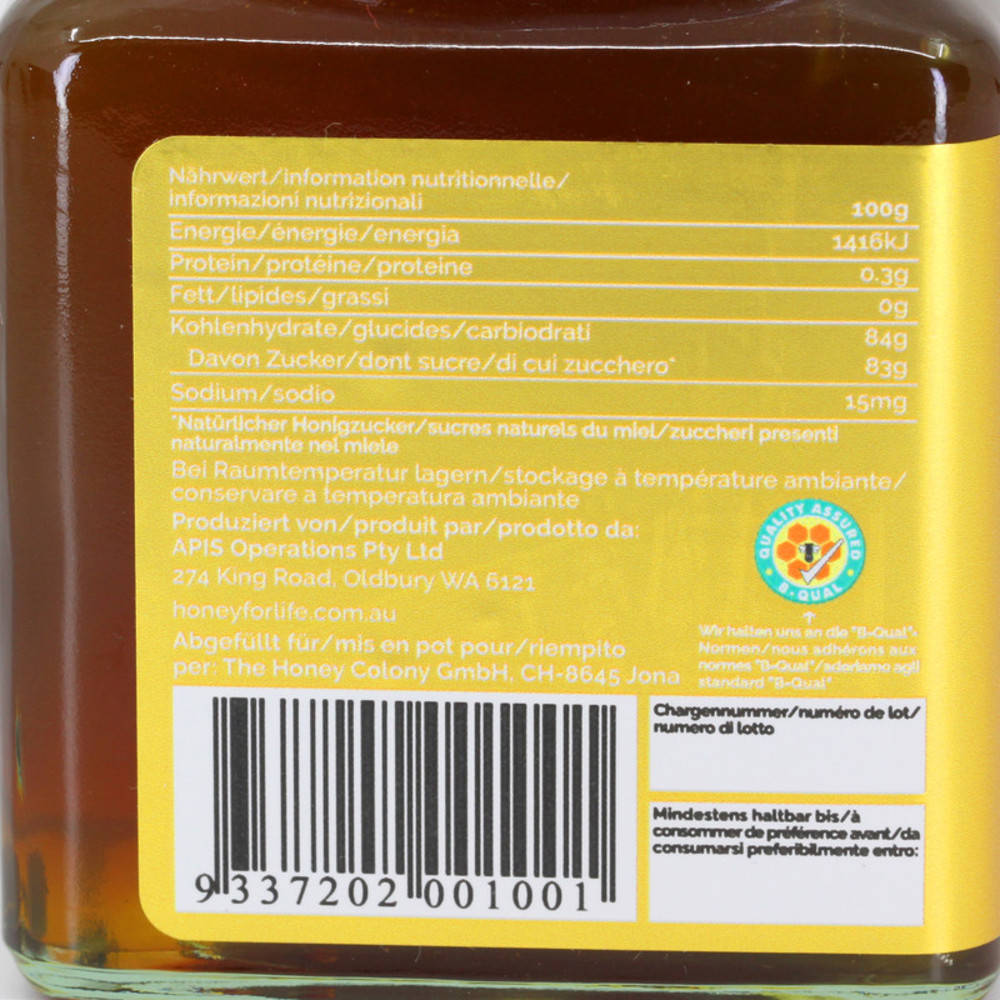 Nährwert/information nutritionnelle/
informazioni nutrizionali
100g
Energie/énergie/energia 1416kJ
Protein/protéine/proteine 0.3g
Fett/lipides/grassi 0g
Kohlenhydrate/glucides/carbiodrati 84g
Davon Zucker/dont sucre/di cui zucchero* 83g
Sodium/sodio 15mg
*Natürlicher Honigzucker/sucres naturels du miel/zuccheri presenti
naturalmente nel miele
Bei Raumtemperatur lagern/stockage à température ambiante/
conservare a temperatura ambiante
Produziert von/produit par/prodotto da:
APIS Operations Pty Ltd
274 King Road, Oldbury WA 6121
honeyforlife.com.au
Abgefüllt für/mis en pot pour/riempito
per: The Honey Colony GmbH, CH-8645 Jona
QUALITY ASSURED
B-QUAL
Wir halten uns an die "B-Qual"-
Normen/nous adhérons aux
normes "B-Qual"/aderiamo agli
standard "B-Qual"
Chargennummer/numéro de lot/
numero di lotto
Mindestens haltbar bis/à
consommer de préférence avant/da
consumarsi preferibilmente entro:
9 337202 001001